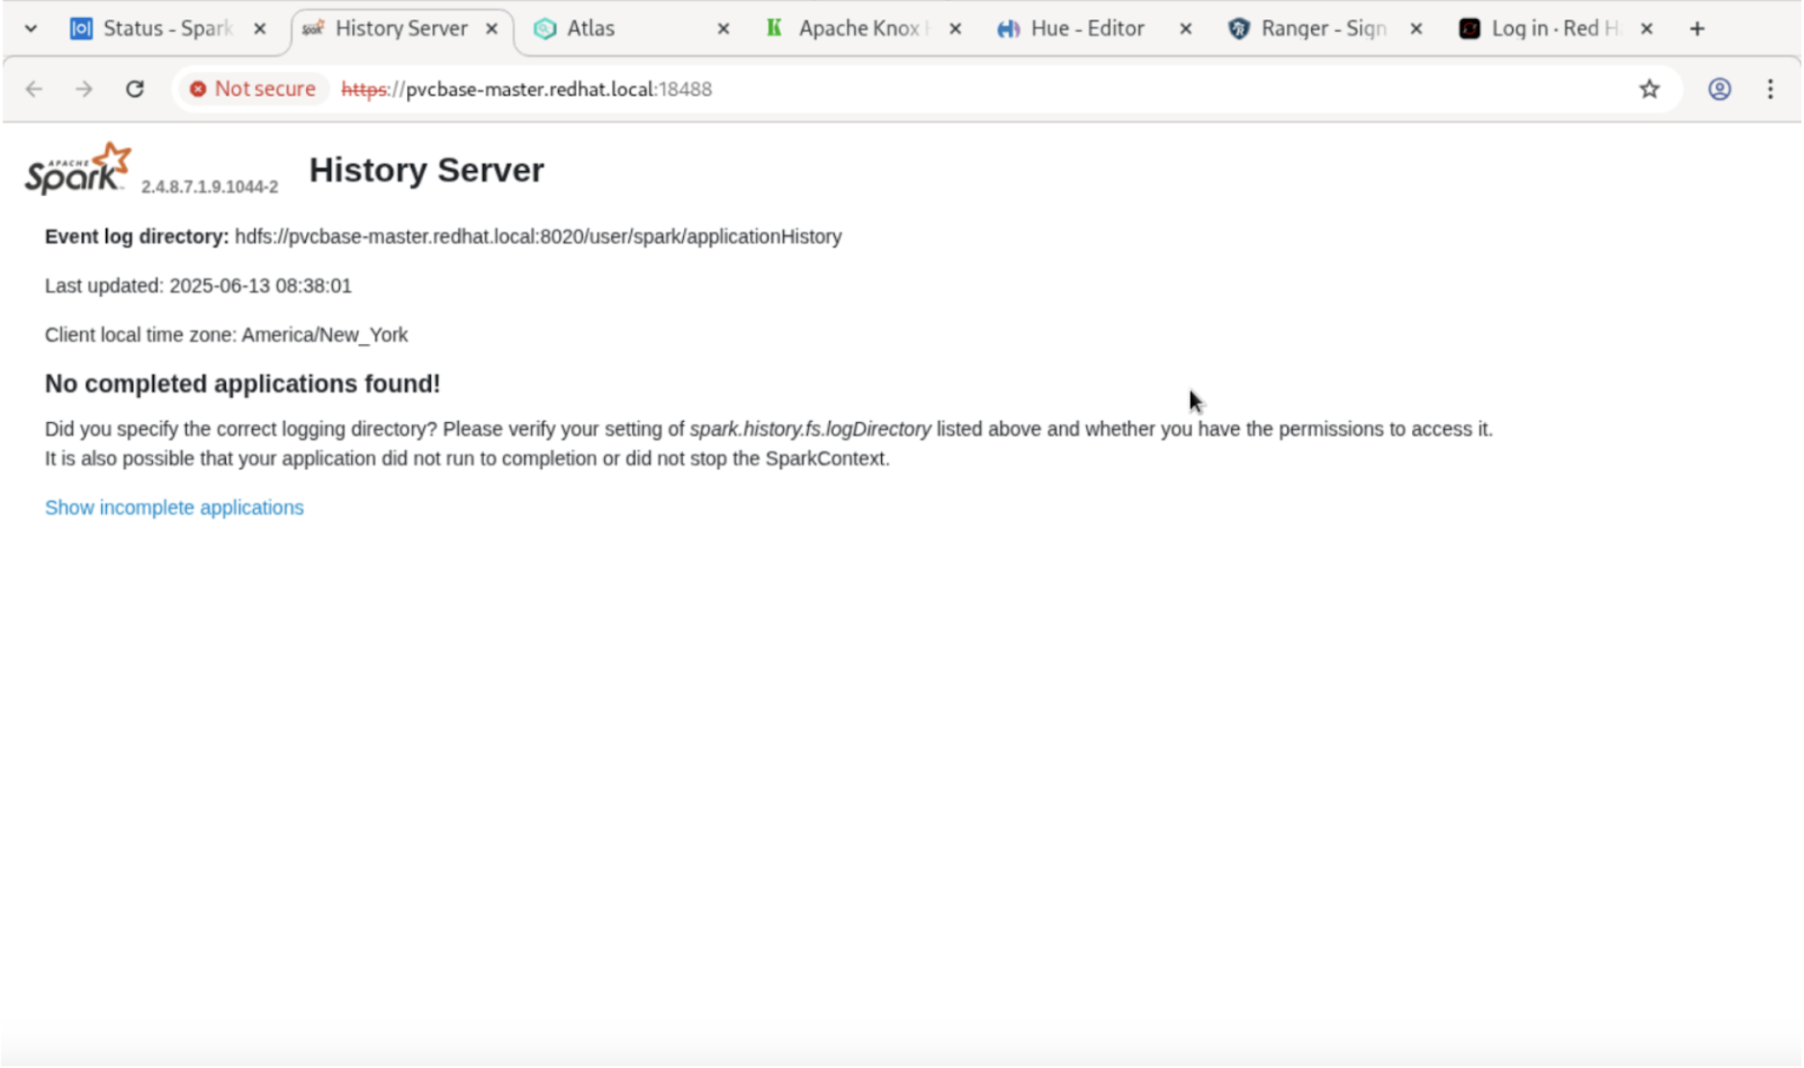 Status - Spark
History Server
Atlas
Apache Knox
Hue - Editor
Ranger - Sign
Log in · Red H
Not secure
https://pvcbase-master.redhat.local:18488
APACHE
Spark
2.4.8.7.1.9.1044-2
History Server
Event log directory: hdfs://pvcbase-master.redhat.local:8020/user/spark/applicationHistory
Last updated: 2025-06-13 08:38:01
Client local time zone: America/New_York
No completed applications found!
Did you specify the correct logging directory? Please verify your setting of spark.history.fs.logDirectory listed above and whether you have the permissions to access it.
It is also possible that your application did not run to completion or did not stop the SparkContext.
Show incomplete applications